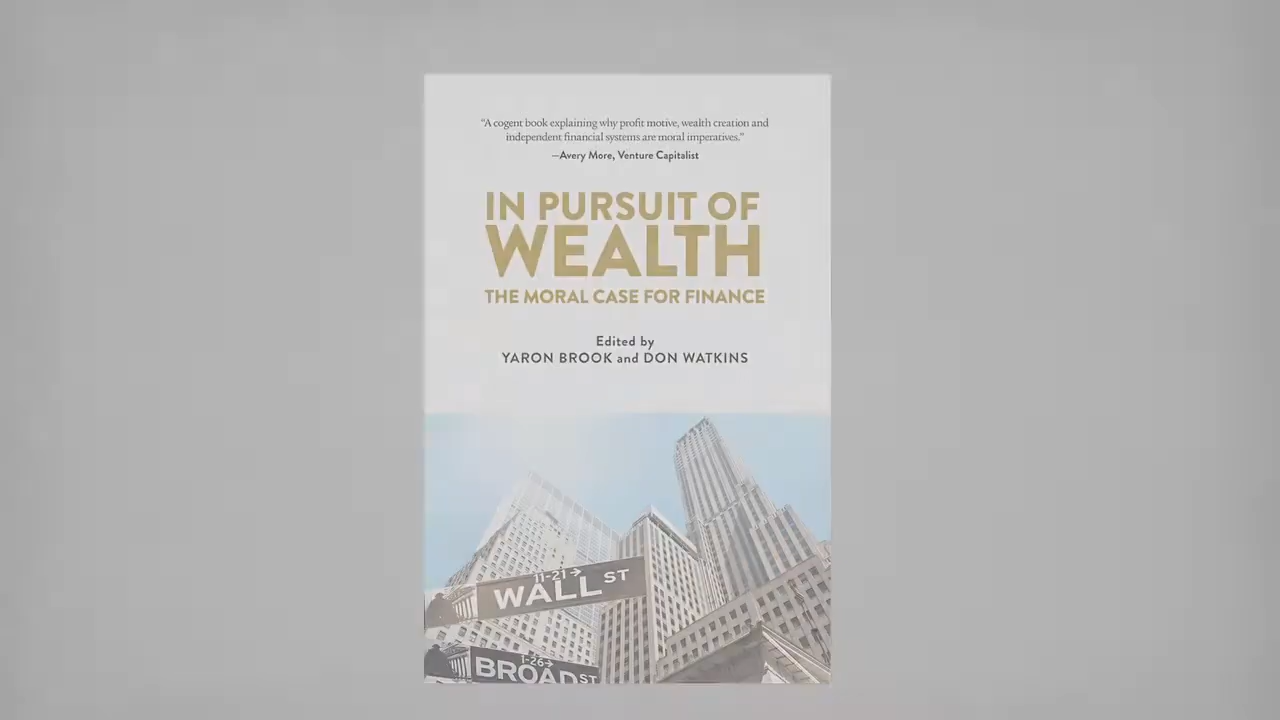 “A cogent book explaining why profit motive, wealth creation and
independent financial systems are moral imperatives.”
—Avery More, Venture Capitalist
IN PURSUIT OF
WEALTH
THE MORAL CASE FOR FINANCE
Edited by
YARON BROOK and DON WATKINS
11-21→
WALL ST
1-26→
BROAD ST